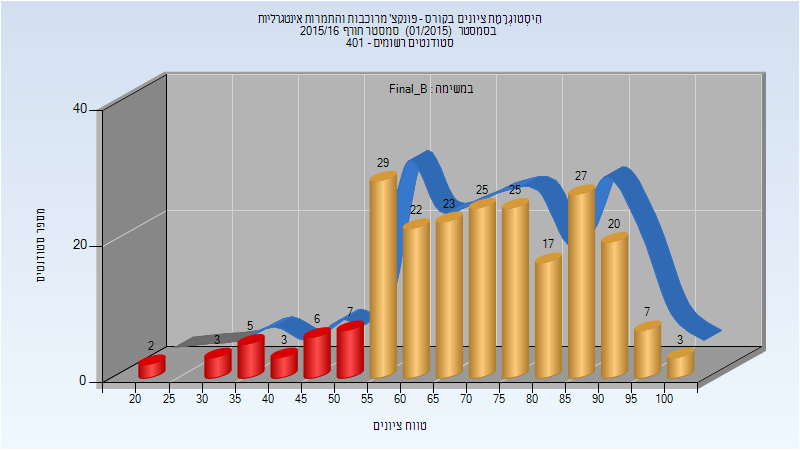 היסטוגרמת ציונים בקורס - פונקצ' מרוכבות והתמרות אינטגרליות
בסמסטר (01/2015) סמסטר חורף 2015/16
סטודנטים רשומים - 401
במשימה : Final_B
מספר סטודנטים
40
20
0
2
3
5
3
6
7
29
22
23
25
25
17
27
20
7
3
20 25 30 35 40 45 50 55 60 65 70 75 80 85 90 95 100
טווח ציונים